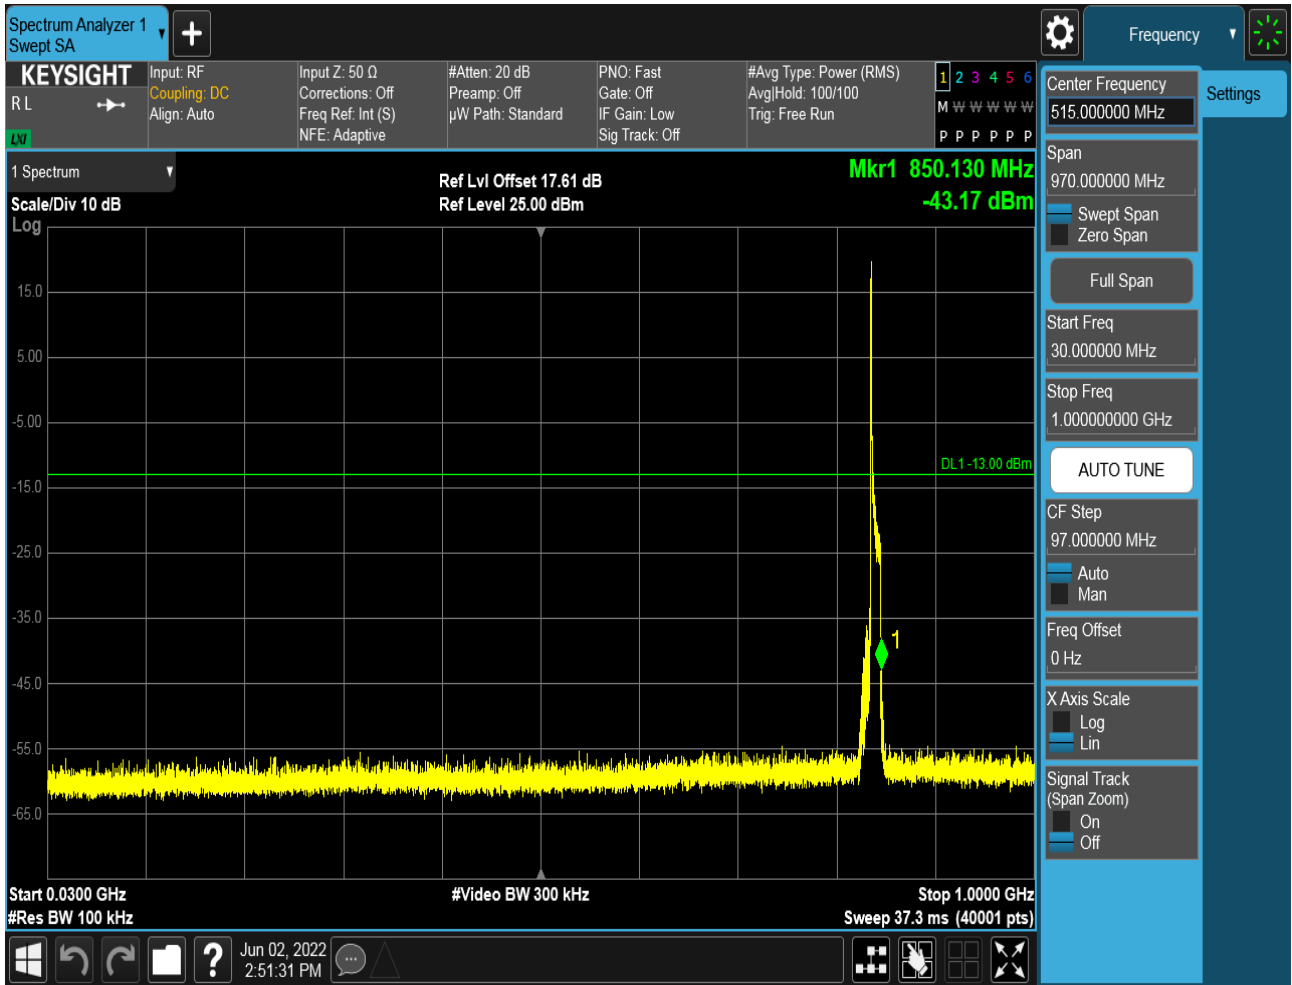 Spectrum Analyzer 1
Swept SA
Frequency
KEYSIGHT
R L
LXI
Input: RF
Coupling: DC
Align: Auto
Input Z: 50 Ω
Corrections: Off
Freq Ref: Int (S)
NFE: Adaptive
#Atten: 20 dB
Preamp: Off
µW Path: Standard
PNO: Fast
Gate: Off
IF Gain: Low
Sig Track: Off
#Avg Type: Power (RMS)
Avg|Hold: 100/100
Trig: Free Run
1 2 3 4 5 6
M W W W W W
P P P P P P
1 Spectrum
Scale/Div 10 dB
Log
Ref Lvl Offset 17.61 dB
Ref Level 25.00 dBm
Mkr1 850.130 MHz
-43.17 dBm
15.0
5.00
-5.00
DL1 -13.00 dBm
-15.0
-25.0
-35.0
1
-45.0
-55.0
-65.0
Start 0.0300 GHz
#Video BW 300 kHz
Stop 1.0000 GHz
#Res BW 100 kHz
Sweep 37.3 ms (40001 pts)
Jun 02, 2022
2:51:31 PM
?
Center Frequency
515.000000 MHz
Settings
Span
970.000000 MHz
Swept Span
Zero Span
Full Span
Start Freq
30.000000 MHz
Stop Freq
1.000000000 GHz
AUTO TUNE
CF Step
97.000000 MHz
Auto
Man
Freq Offset
0 Hz
X Axis Scale
Log
Lin
Signal Track
(Span Zoom)
On
Off